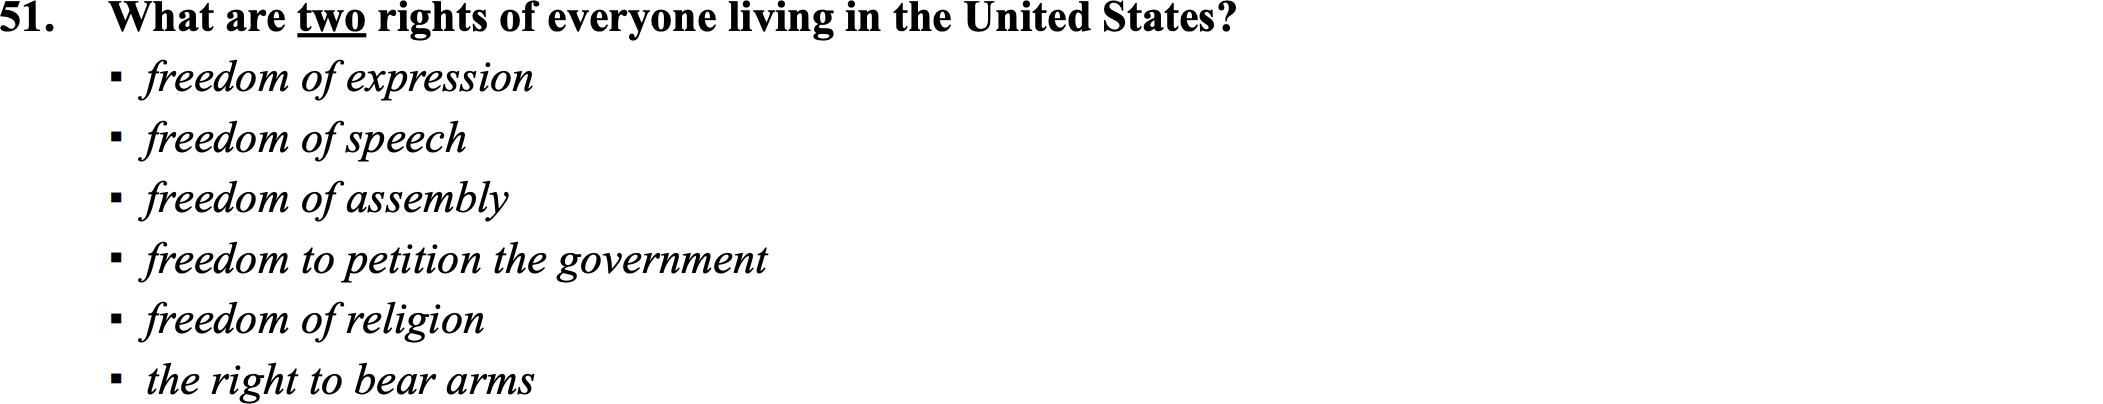 51. What are two rights of everyone living in the United States?
▪ freedom of expression
▪ freedom of speech
▪ freedom of assembly
▪ freedom to petition the government
▪ freedom of religion
▪ the right to bear arms